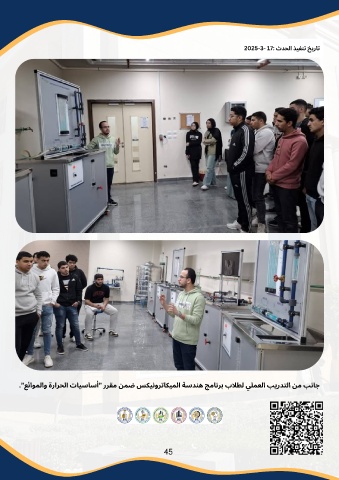 تاريخ تنفيذ الحدث :17 -3-2025
جانب من التدريب العملي لطلاب برنامج هندسة الميكاترونيكس ضمن مقرر "أساسيات الحرارة والموائع".
45